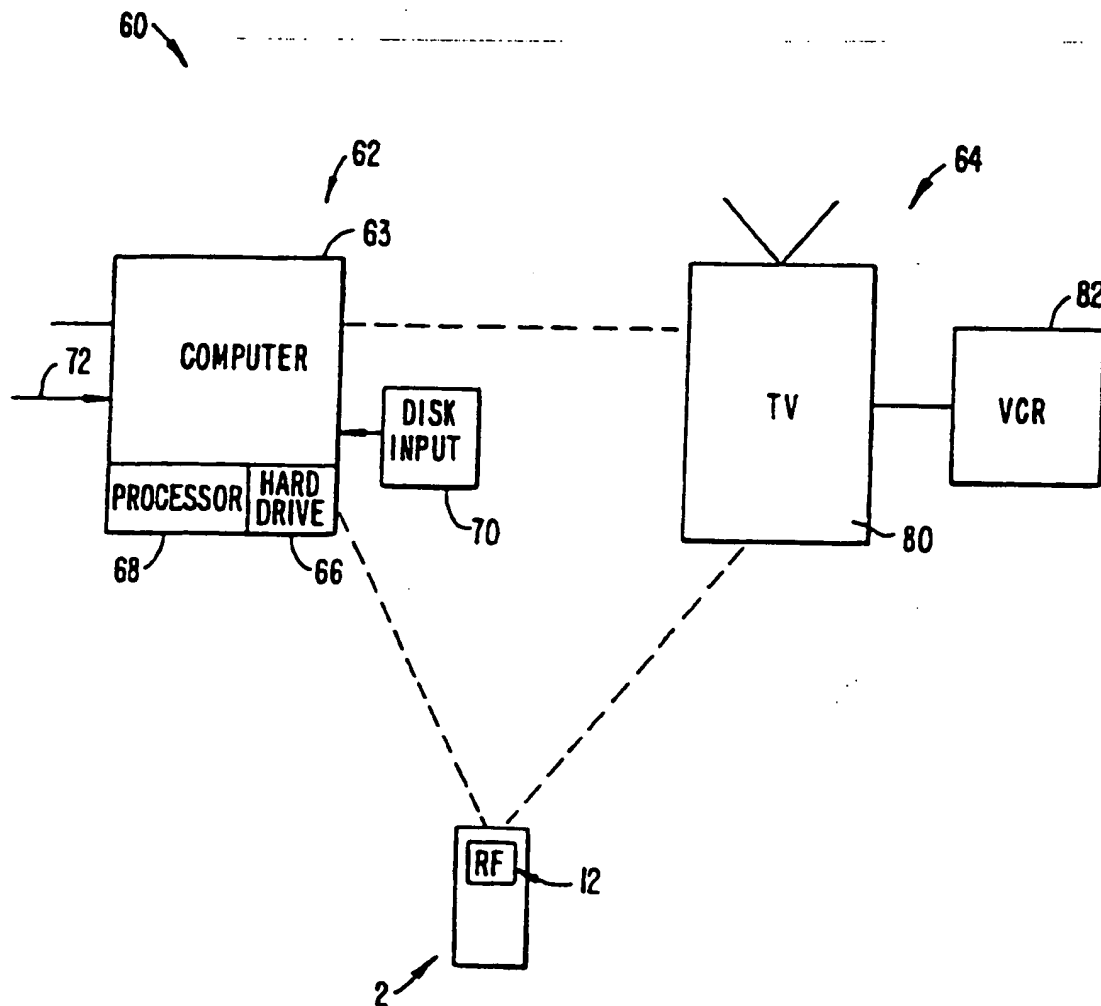 60
62
64
63
82
72
COMPUTER
TV
VCR
DISK
INPUT
PROCESSOR
HARD
DRIVE
70
80
68
66
RF
12
2